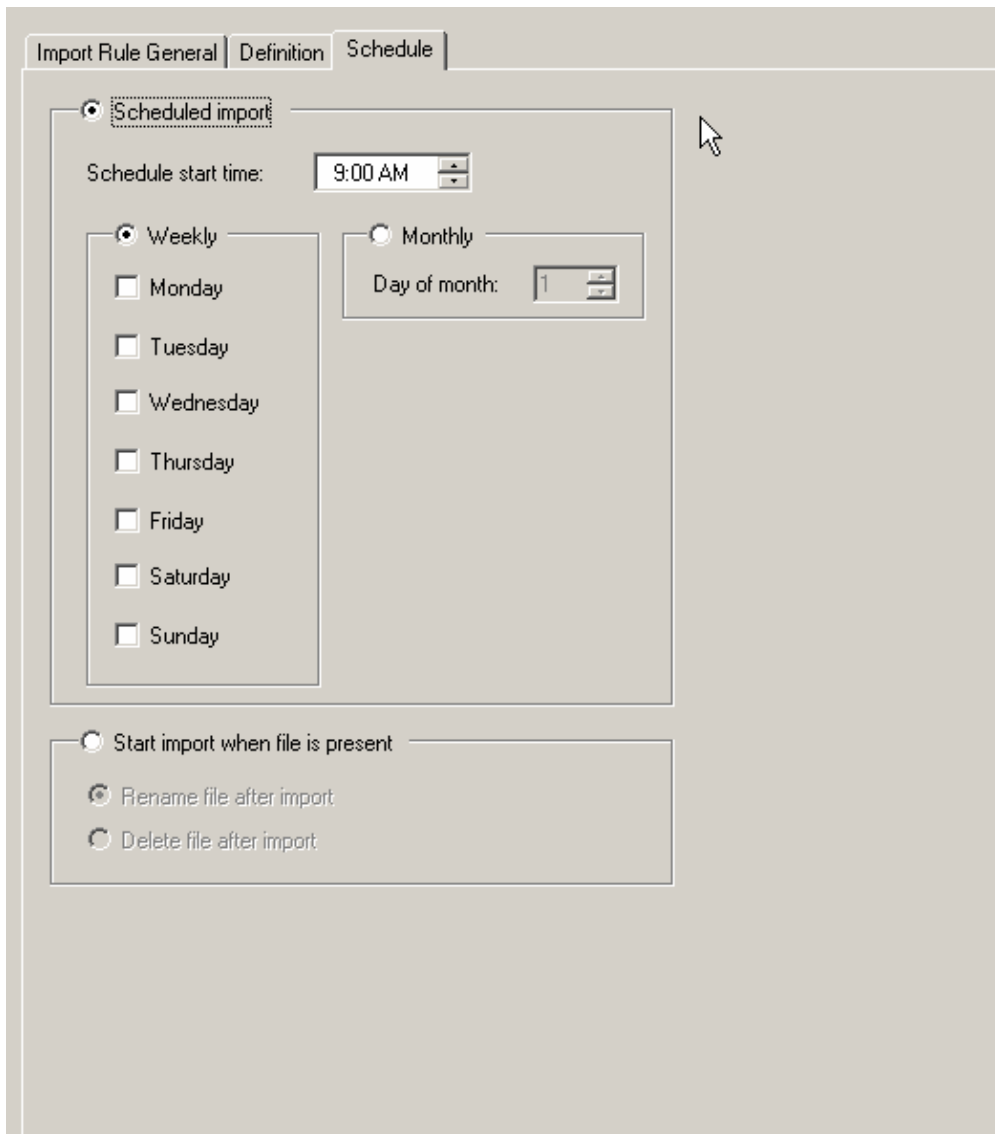 Import Rule General Definition Schedule
Scheduled import
Schedule start time: 9:00 AM
Weekly Monthly
Monday Day of month: 1
Tuesday
Wednesday
Thursday
Friday
Saturday
Sunday
Start import when file is present
Rename file after import
Delete file after import